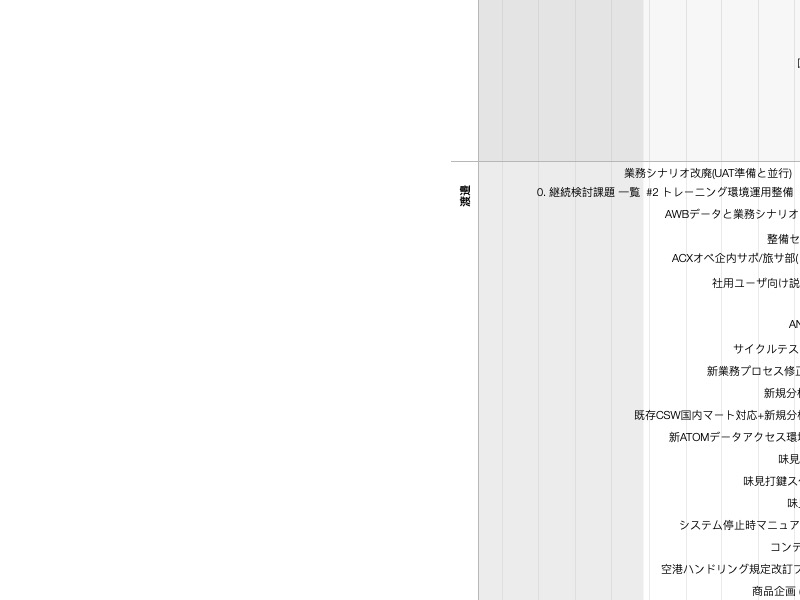 業務シナリオ改廃(UAT準備と並行)
0. 継続検討課題 一覧 #2 トレーニング環境運用整備
AWBデータと業務シナリオ
整備セ
ACXオペ企内サポ/旅サ部(
社用ユーザ向け説
AN
サイクルテス
新業務プロセス修正
新規分析
既存CSW国内マート対応+新規分析
新ATOMデータアクセス環境
味見
味見打鍵ス
味
システム停止時マニュア
コンテ
空港ハンドリング規定改訂フ
商品企画